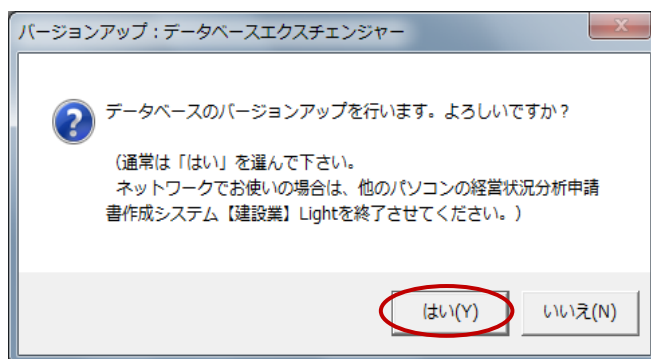 バージョンアップ：データベースエクスチェンジャー
データベースのバージョンアップを行います。よろしいですか？
（通常は「はい」を選んで下さい。
ネットワークでお使いの場合は、他のパソコンの経営状況分析申請
書作成システム【建設業】Lightを終了させてください。）
はい(Y)
いいえ(N)